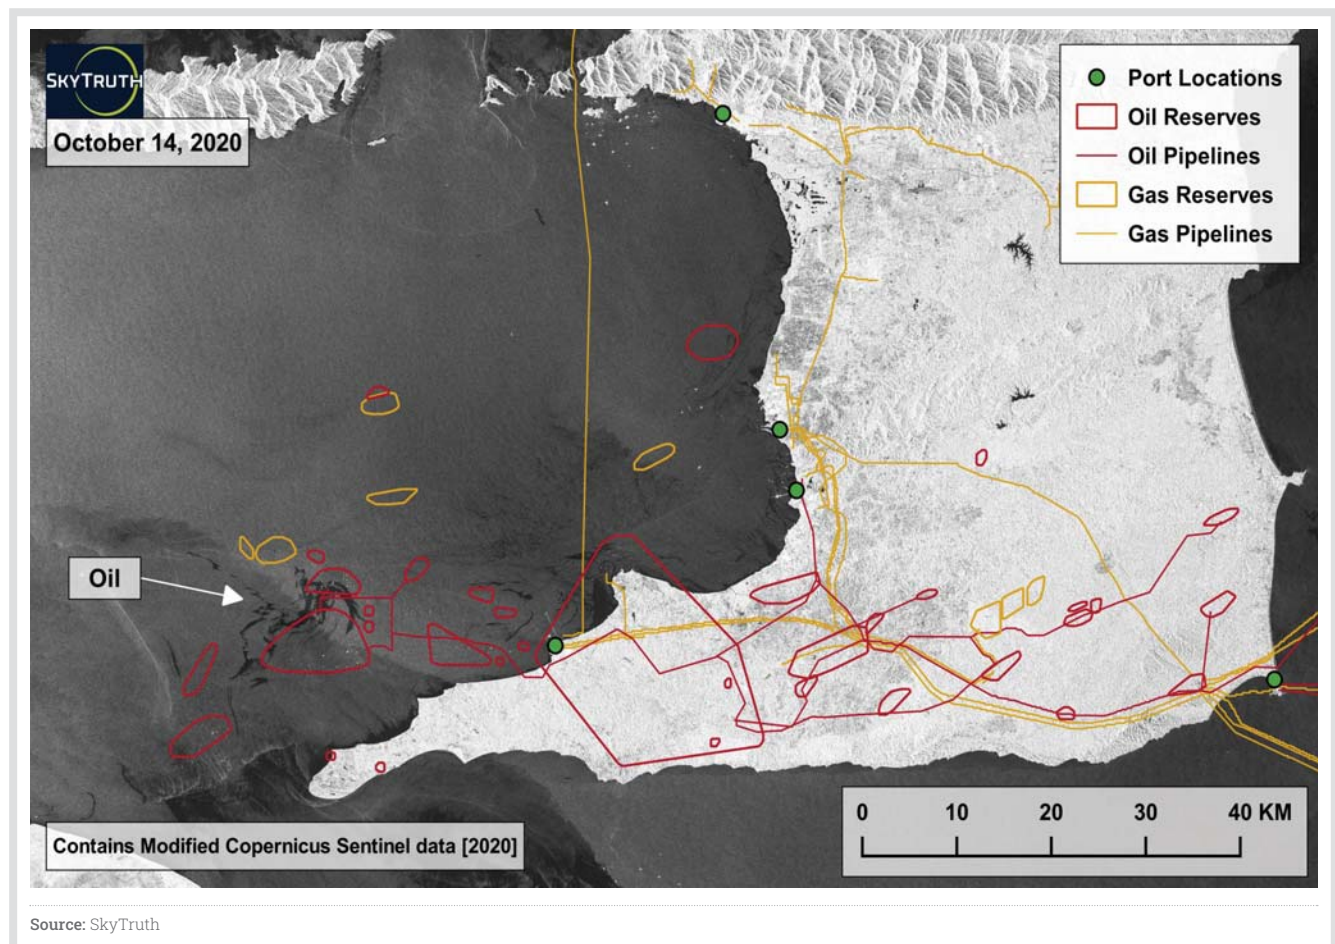 SKYTRUTH
October 14, 2020
Port Locations
Oil Reserves
Oil Pipelines
Gas Reserves
Gas Pipelines
Oil
0 10 20 30 40 KM
Contains Modified Copernicus Sentinel data [2020]
Source: SkyTruth